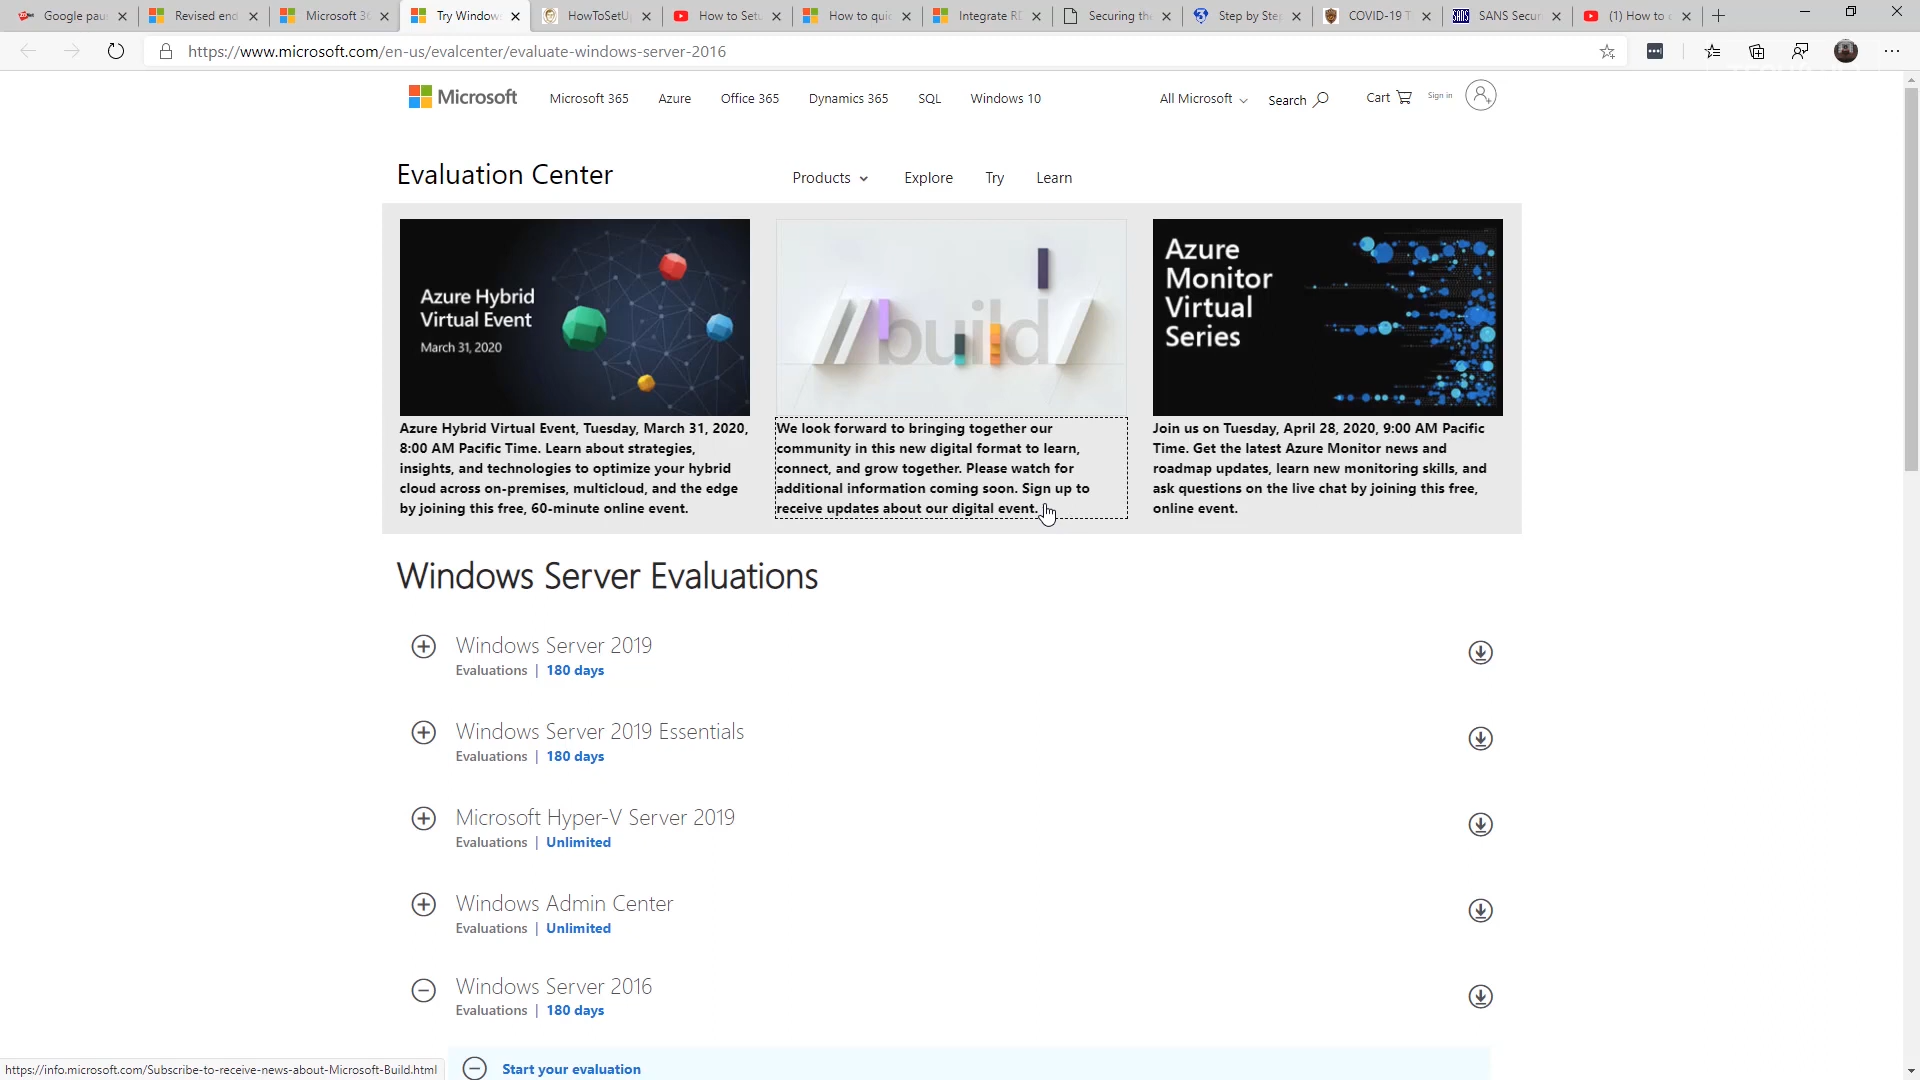 Google pau
Revised end
Microsoft 36
Try Window
HowToSetU
How to Setu
How to quic
Integrate RD
Securing the
Step by Step
COVID-19 T
SANS Secur
(1) How to
https://www.microsoft.com/en-us/evalcenter/evaluate-windows-server-2016
Microsoft
Microsoft 365
Azure
Office 365
Dynamics 365
SQL
Windows 10
All Microsoft
Search
Cart
Sign in
Evaluation Center
Products
Explore
Try
Learn
Azure Hybrid
Virtual Event
March 31, 2020
//build/
Azure
Monitor
Virtual
Series
Azure Hybrid Virtual Event, Tuesday, March 31, 2020,
8:00 AM Pacific Time. Learn about strategies,
insights, and technologies to optimize your hybrid
cloud across on-premises, multicloud, and the edge
by joining this free, 60-minute online event.
We look forward to bringing together our
community in this new digital format to learn,
connect, and grow together. Please watch for
additional information coming soon. Sign up to
receive updates about our digital event.
Join us on Tuesday, April 28, 2020, 9:00 AM Pacific
Time. Get the latest Azure Monitor news and
roadmap updates, learn new monitoring skills, and
ask questions on the live chat by joining this free,
online event.
Windows Server Evaluations
Windows Server 2019
Evaluations | 180 days
Windows Server 2019 Essentials
Evaluations | 180 days
Microsoft Hyper-V Server 2019
Evaluations | Unlimited
Windows Admin Center
Evaluations | Unlimited
Windows Server 2016
Evaluations | 180 days
Start your evaluation
https://info.microsoft.com/Subscribe-to-receive-news-about-Microsoft-Build.html